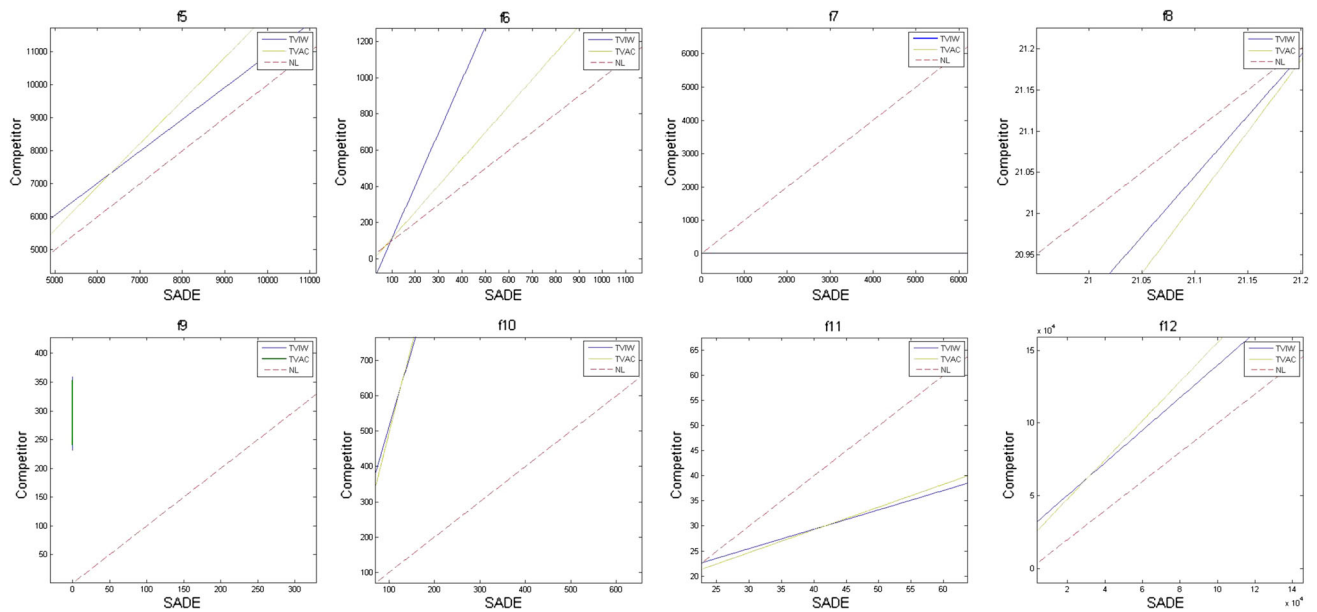 f5
Competitor
11000
10000
9000
8000
7000
6000
5000
5000 6000 7000 8000 9000 10000 11000
SADE
TVIW
TVAC
NL
f6
Competitor
1200
1000
800
600
400
200
0
100 200 300 400 500 600 700 800 900 1000 1100
SADE
TVIW
TVAC
NL
f7
Competitor
6000
5000
4000
3000
2000
1000
0
0 1000 2000 3000 4000 5000 6000
SADE
TVIW
TVAC
NL
f8
Competitor
21.2
21.15
21.1
21.05
21
20.95
21 21.05 21.1 21.15 21.2
SADE
TVIW
TVAC
NL
f9
Competitor
400
350
300
250
200
150
100
50
0 50 100 150 200 250 300
SADE
TVIW
TVAC
NL
f10
Competitor
700
600
500
400
300
200
100
100 200 300 400 500 600
SADE
TVIW
TVAC
NL
f11
Competitor
65
60
55
50
45
40
35
30
25
20
25 30 35 40 45 50 55 60
SADE
TVIW
TVAC
NL
f12
x 10⁴
Competitor
15
10
5
0
2 4 6 8 10 12 14
SADE
x 10⁴
TVIW
TVAC
NL